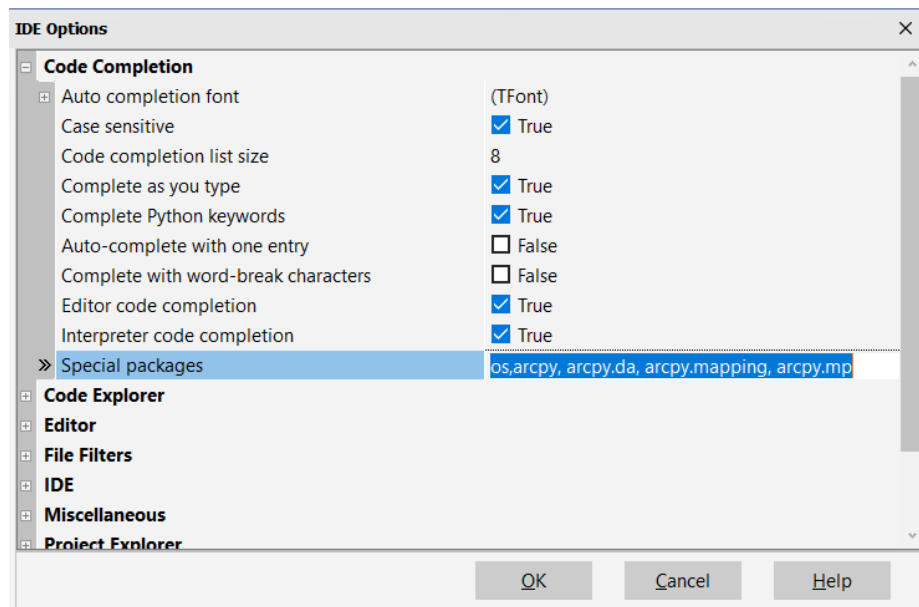 IDE Options
Code Completion
Auto completion font (TFont)
Case sensitive True
Code completion list size 8
Complete as you type True
Complete Python keywords True
Auto-complete with one entry False
Complete with word-break characters False
Editor code completion True
Interpreter code completion True
Special packages os,arcpy, arcpy.da, arcpy.mapping, arcpy.mp
Code Explorer
Editor
File Filters
IDE
Miscellaneous
Project Explorer
OK Cancel Help